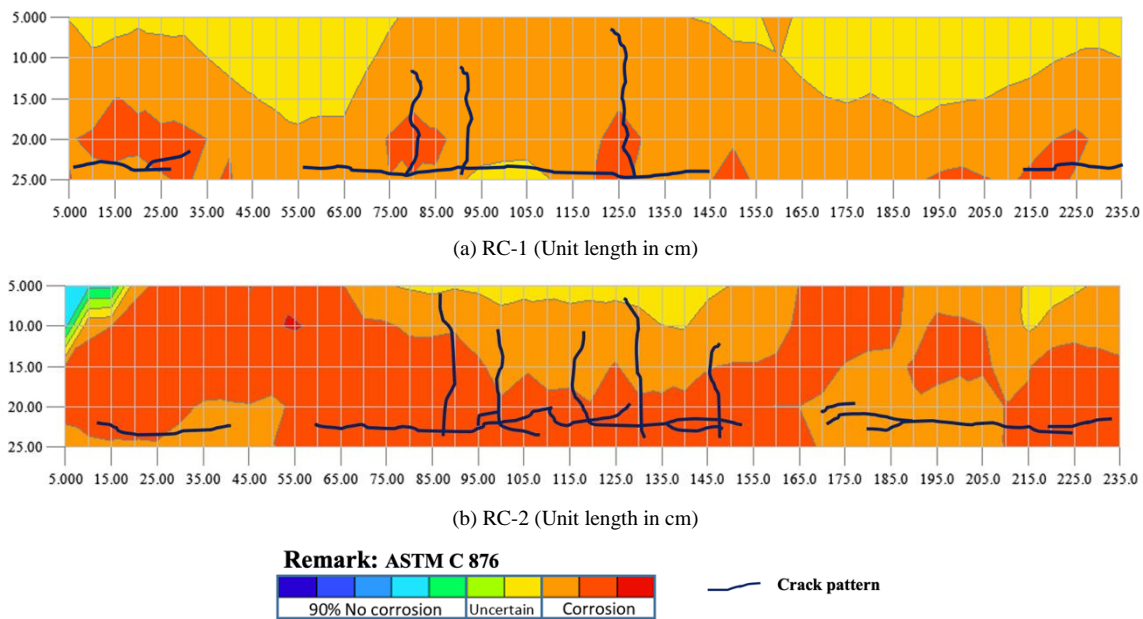 5.000
10.00
15.00
20.00
25.00
5.000 15.00 25.00 35.00 45.00 55.00 65.00 75.00 85.00 95.00 105.0 115.0 125.0 135.0 145.0 155.0 165.0 175.0 185.0 195.0 205.0 215.0 225.0 235.0
(a) RC-1 (Unit length in cm)
5.000
10.00
15.00
20.00
25.00
5.000 15.00 25.00 35.00 45.00 55.00 65.00 75.00 85.00 95.00 105.0 115.0 125.0 135.0 145.0 155.0 165.0 175.0 185.0 195.0 205.0 215.0 225.0 235.0
(b) RC-2 (Unit length in cm)
Remark: ASTM C 876
90% No corrosion Uncertain Corrosion
Crack pattern